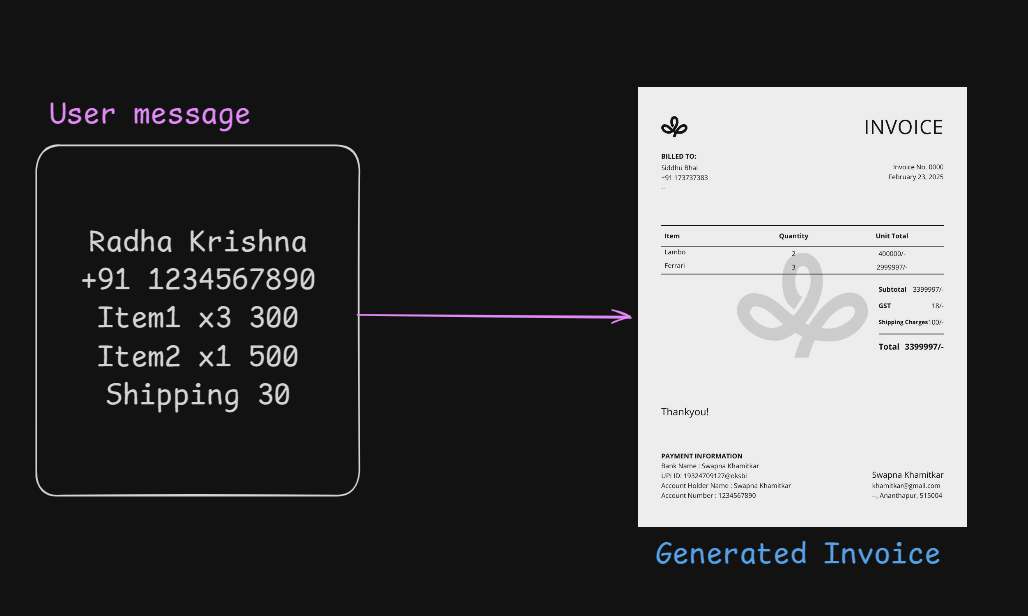 User message
Radha Krishna
+91 1234567890
Item1 x3 300
Item2 x1 500
Shipping 30
INVOICE
BILLED TO:
Siddhu Bhai
+91 173737383
--
Invoice No. 0000
February 23, 2025
Item Quantity Unit Total
Lambo 2 400000/-
Ferrari 3 2999997/-
Subtotal 3399997/-
GST 18/-
Shipping Charges 100/-
Total 3399997/-
Thankyou!
PAYMENT INFORMATION
Bank Name : Swapna Khamitkar
UPI ID: 19324709127@oksbi
Account Holder Name : Swapna Khamitkar
Account Number : 1234567890
Swapna Khamitkar
khamitkar@gmail.com
--, Ananthapur, 515004
Generated Invoice